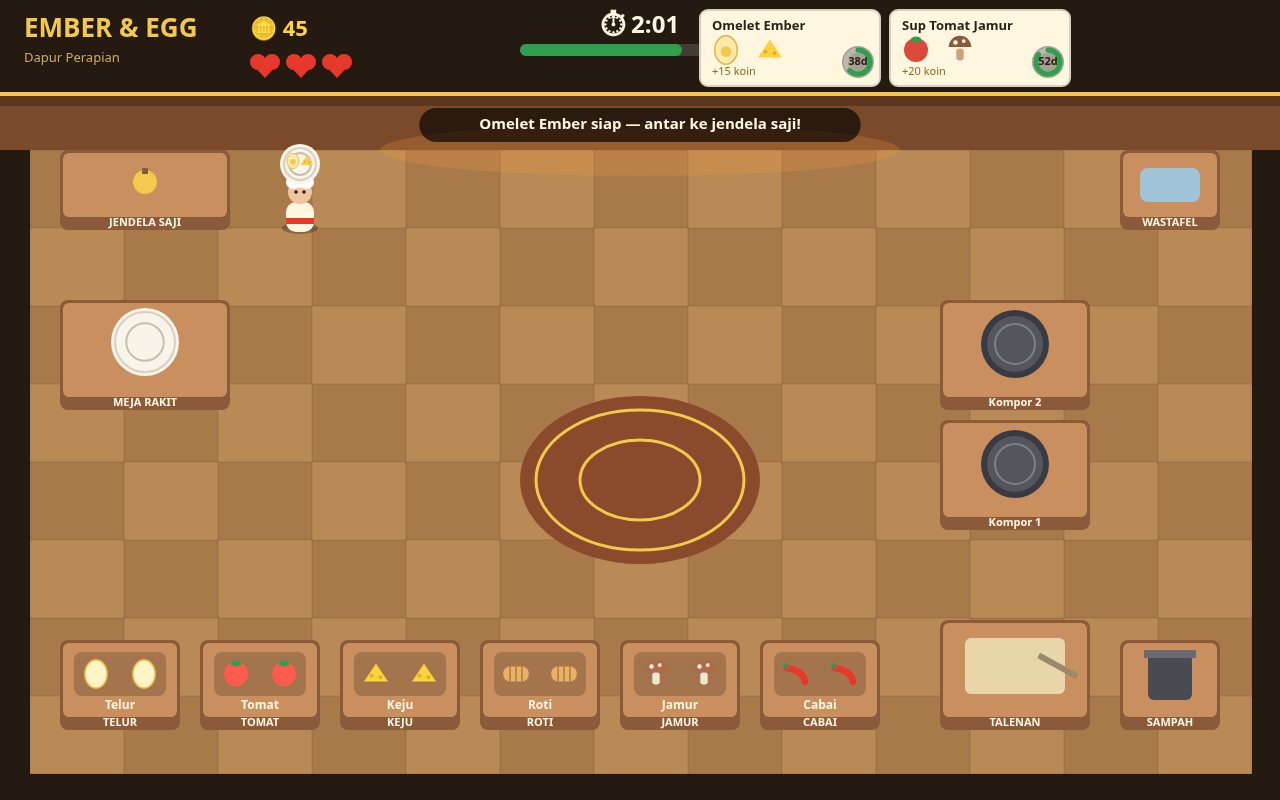 EMBER & EGG
Dapur Perapian
45
2:01
Omelet Ember
+15 koin
38d
Sup Tomat Jamur
+20 koin
52d
Omelet Ember siap — antar ke jendela saji!
JENDELA SAJI
WASTAFEL
MEJA RAKIT
Kompor 2
Kompor 1
Telur
TELUR
Tomat
TOMAT
Keju
KEJU
Roti
ROTI
Jamur
JAMUR
Cabai
CABAI
TALENAN
SAMPAH